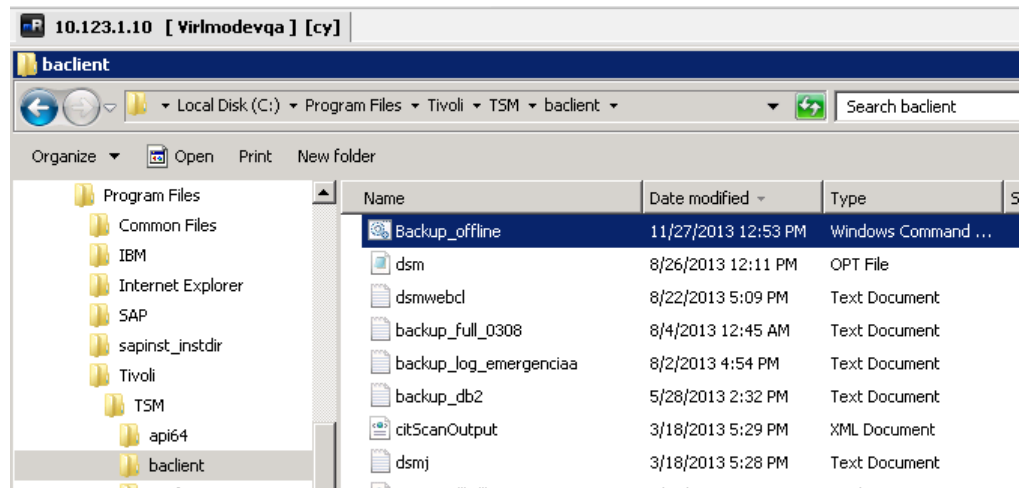 R 10.123.1.10 [ Virlmodevqa ] [cy]
baclient
Local Disk (C:) Program Files Tivoli TSM baclient Search baclient
Organize Open Print New folder
Program Files
Common Files
IBM
Internet Explorer
SAP
sapinst_instdir
Tivoli
TSM
api64
baclient
Name Date modified Type S
Backup_offline 11/27/2013 12:53 PM Windows Command ...
dsm 8/26/2013 12:11 PM OPT File
dsmwebcl 8/22/2013 5:09 PM Text Document
backup_full_0308 8/4/2013 12:45 AM Text Document
backup_log_emergenciaa 8/2/2013 4:54 PM Text Document
backup_db2 5/28/2013 2:32 PM Text Document
citScanOutput 3/18/2013 5:29 PM XML Document
dsmj 3/18/2013 5:28 PM Text Document